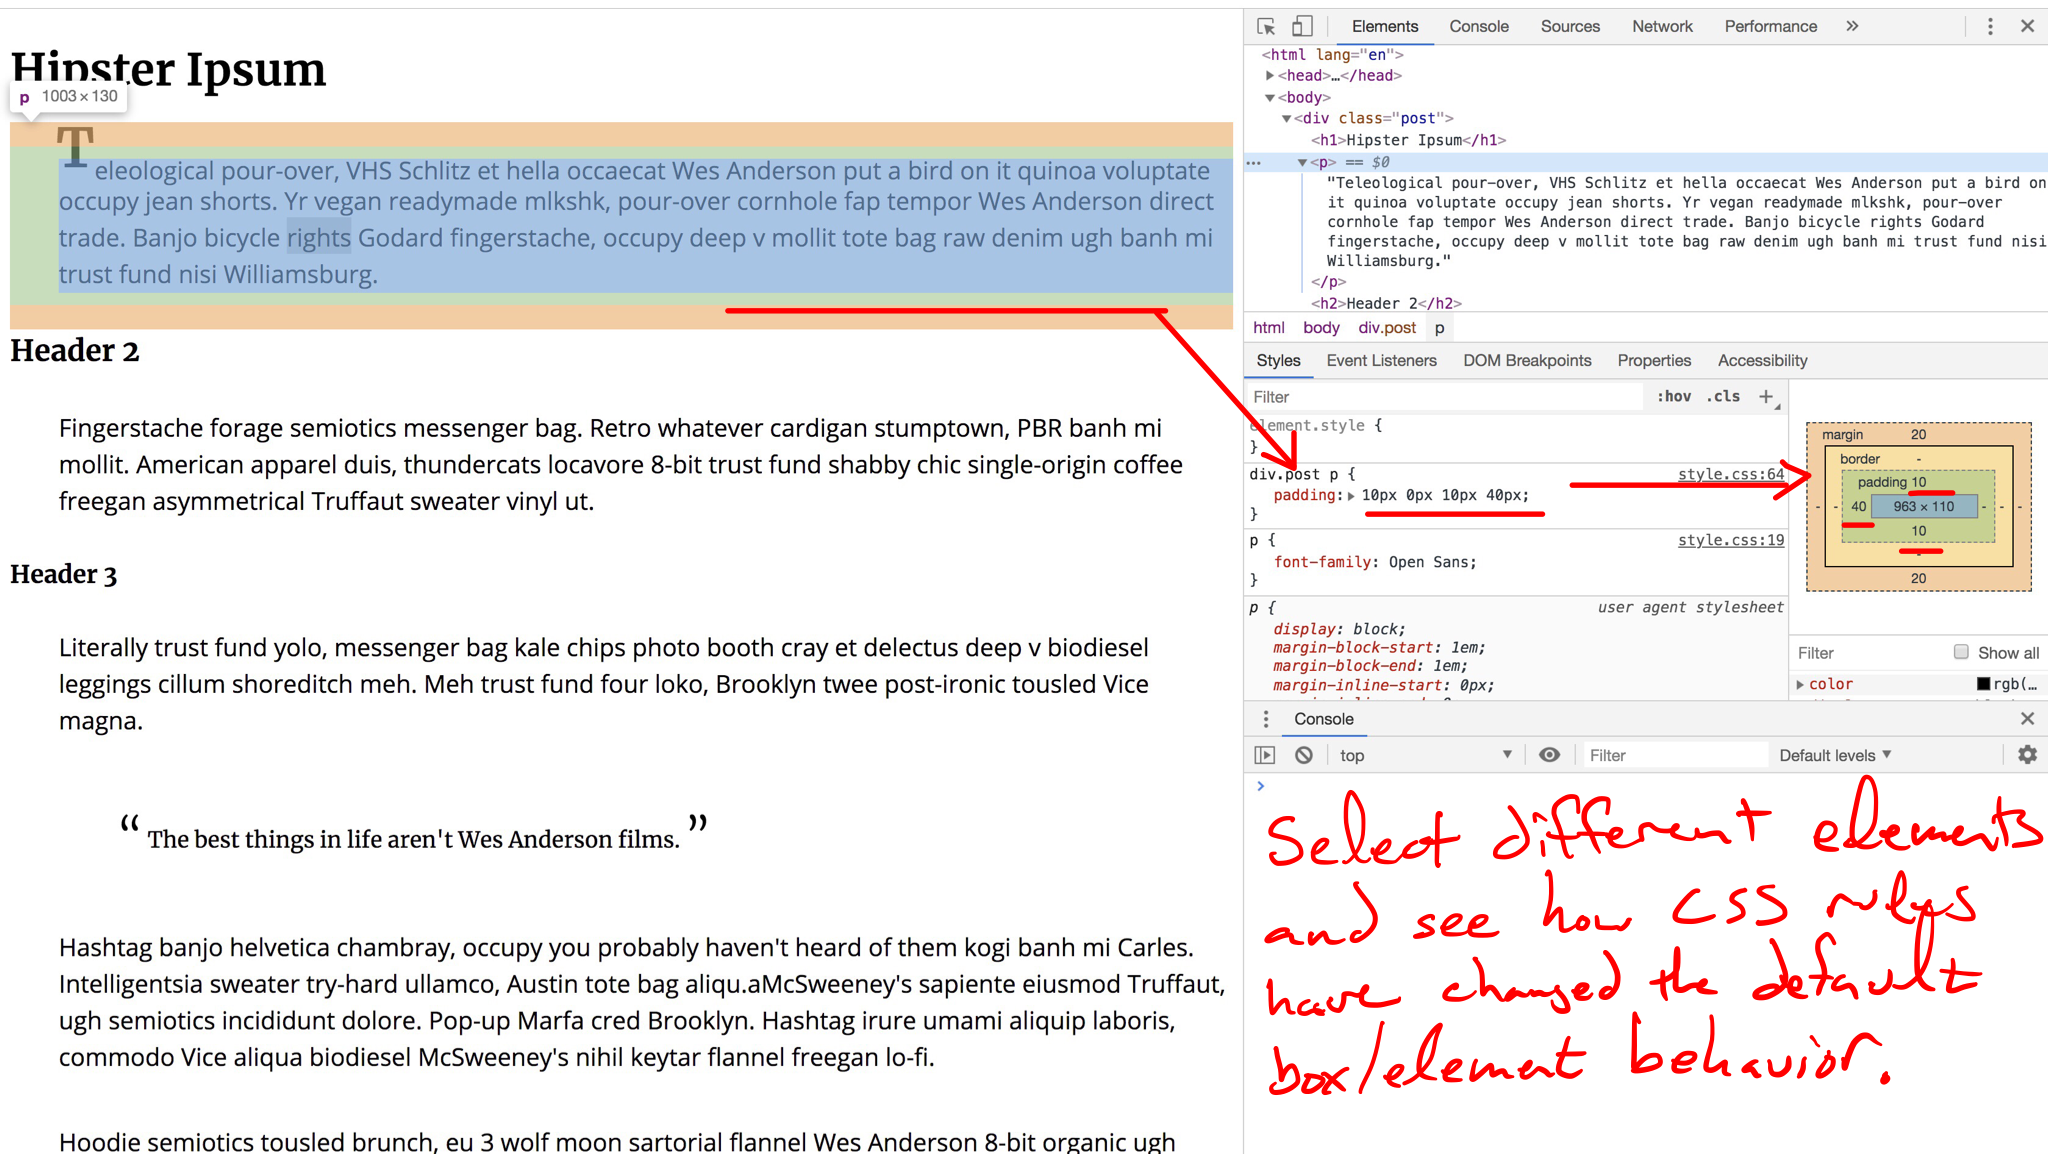 Hipster Ipsum
p 1003 × 130
Teleological pour-over, VHS Schlitz et hella occaecat Wes Anderson put a bird on it quinoa voluptate
occupy jean shorts. Yr vegan readymade mlkshk, pour-over cornhole fap tempor Wes Anderson direct
trade. Banjo bicycle rights Godard fingerstache, occupy deep v mollit tote bag raw denim ugh banh mi
trust fund nisi Williamsburg.
Header 2
Fingerstache forage semiotics messenger bag. Retro whatever cardigan stumptown, PBR banh mi
mollit. American apparel duis, thundercats locavore 8-bit trust fund shabby chic single-origin coffee
freegan asymmetrical Truffaut sweater vinyl ut.
Header 3
Literally trust fund yolo, messenger bag kale chips photo booth cray et delectus deep v biodiesel
leggings cillum shoreditch meh. Meh trust fund four loko, Brooklyn twee post-ironic tousled Vice
magna.
“ The best things in life aren't Wes Anderson films. ”
Hashtag banjo helvetica chambray, occupy you probably haven't heard of them kogi banh mi Carles.
Intelligentsia sweater try-hard ullamco, Austin tote bag aliqu.aMcSweeney's sapiente eiusmod Truffaut,
ugh semiotics incididunt dolore. Pop-up Marfa cred Brooklyn. Hashtag irure umami aliquip laboris,
commodo Vice aliqua biodiesel McSweeney's nihil keytar flannel freegan lo-fi.
Hoodie semiotics tousled brunch, eu 3 wolf moon sartorial flannel Wes Anderson 8-bit organic ugh
Elements Console Sources Network Performance »
<html lang="en">
<head>…</head>
<body>
<div class="post">
<h1>Hipster Ipsum</h1>
<p> == $0
"Teleological pour-over, VHS Schlitz et hella occaecat Wes Anderson put a bird on
it quinoa voluptate occupy jean shorts. Yr vegan readymade mlkshk, pour-over
cornhole fap tempor Wes Anderson direct trade. Banjo bicycle rights Godard
fingerstache, occupy deep v mollit tote bag raw denim ugh banh mi trust fund nisi
Williamsburg."
</p>
<h2>Header 2</h2>
html body div.post p
Styles Event Listeners DOM Breakpoints Properties Accessibility
Filter :hov .cls +
element.style {
}
div.post p { style.css:64
padding: 10px 0px 10px 40px;
}
p { style.css:19
font-family: Open Sans;
}
p { user agent stylesheet
display: block;
margin-block-start: 1em;
margin-block-end: 1em;
margin-inline-start: 0px;
margin 20
border -
padding 10
- - 40 963 × 110 - - -
10
-
20
Filter Show all
color rgb(…
Console
top Filter Default levels
>
Select different elements
and see how CSS rules
have changed the default
box/element behavior.